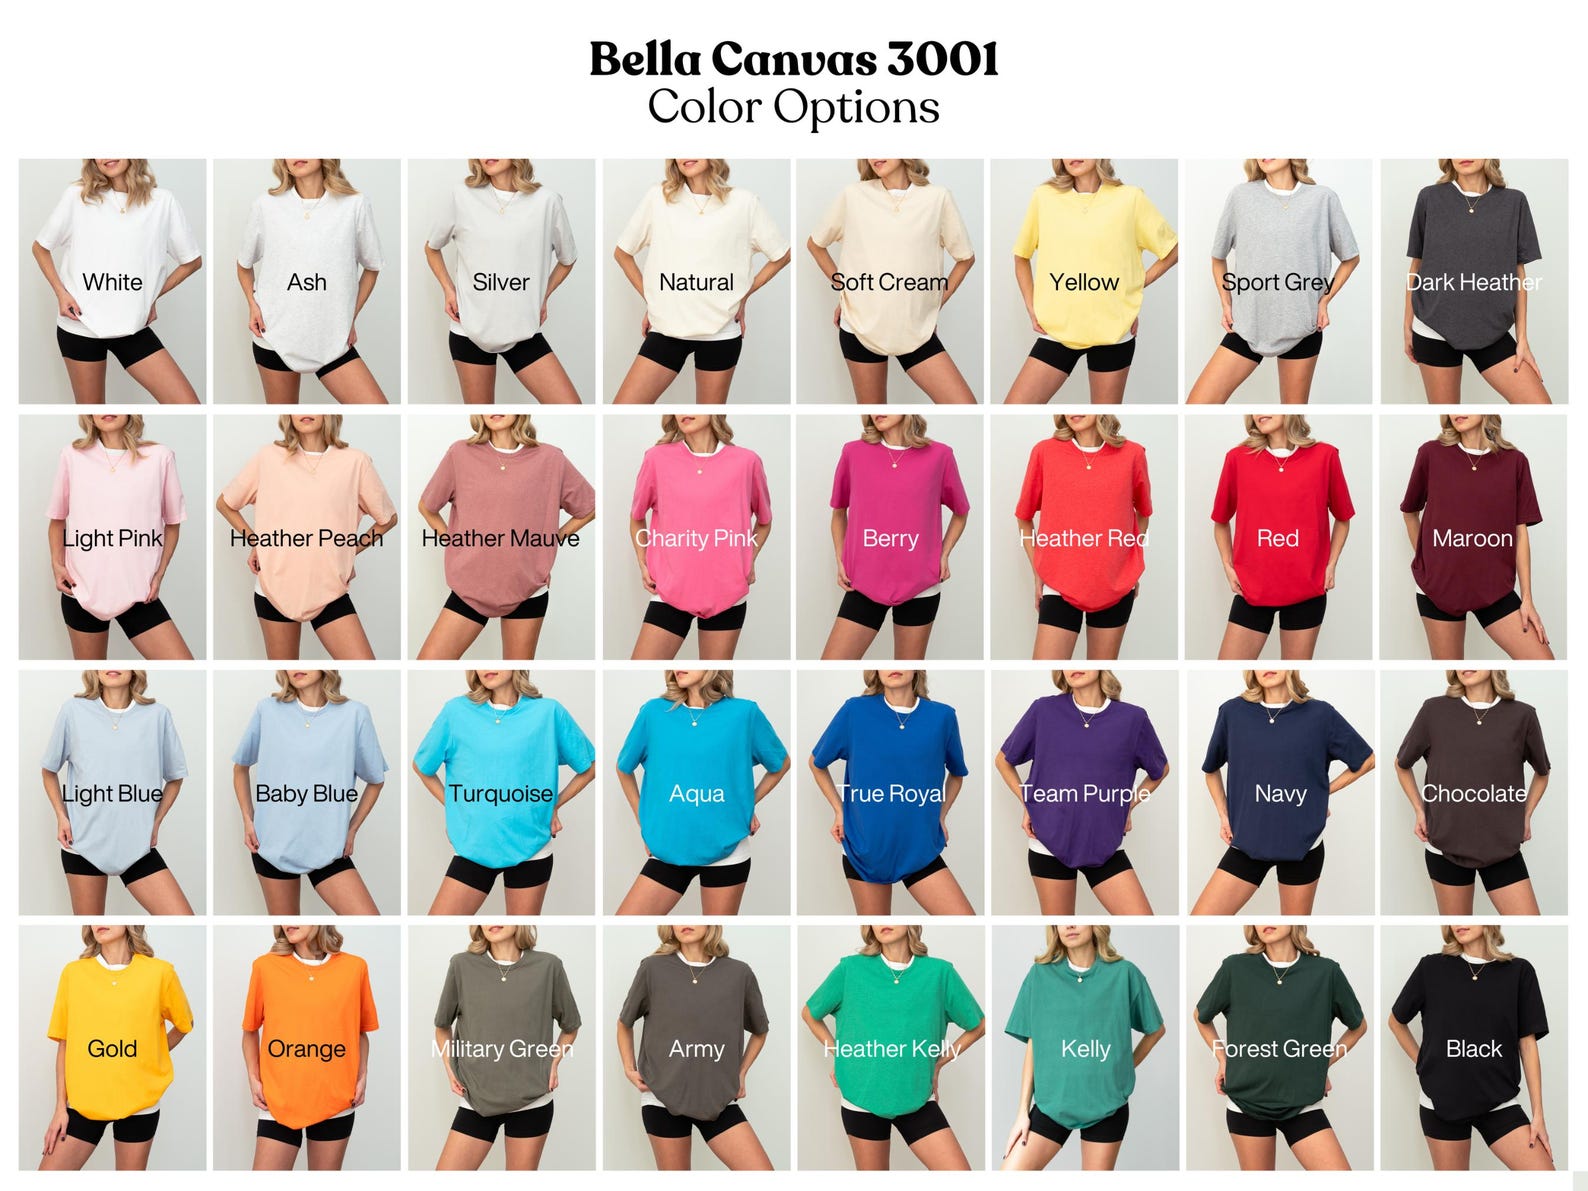 Bella Canvas 3001
Color Options
White
Ash
Silver
Natural
Soft Cream
Yellow
Sport Grey
Dark Heather
Light Pink
Heather Peach
Heather Mauve
Charity Pink
Berry
Heather Red
Red
Maroon
Light Blue
Baby Blue
Turquoise
Aqua
True Royal
Team Purple
Navy
Chocolate
Gold
Orange
Military Green
Army
Heather Kelly
Kelly
Forest Green
Black